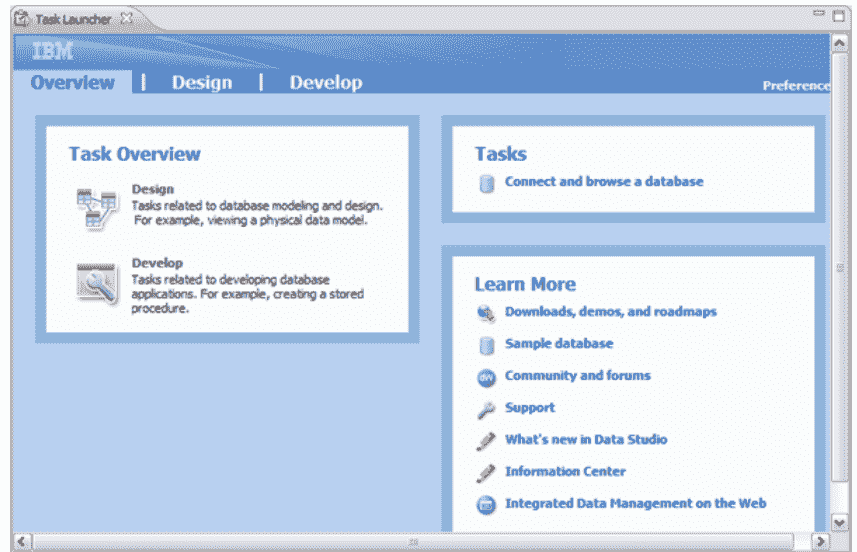 Task Launcher
IBM
Overview | Design | Develop
Preference
Task Overview
Design
Tasks related to database modeling and design.
For example, viewing a physical data model.
Develop
Tasks related to developing database
applications. For example, creating a stored
procedure.
Tasks
Connect and browse a database
Learn More
Downloads, demos, and roadmaps
Sample database
dW
Community and forums
Support
What's new in Data Studio
Information Center
Integrated Data Management on the Web